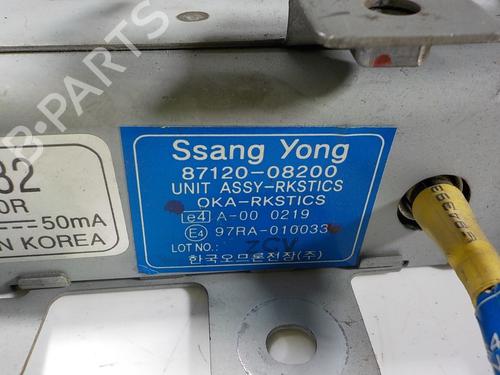 B-PARTS
Ssang Yong
87120-08200
UNIT ASSY-RKSTICS
OKA-RKSTICS
e4 A-00 0219
E4 97RA-010033
LOT NO.: ZGY
한국오므론전장(주)
32
0R
50mA
N KOREA